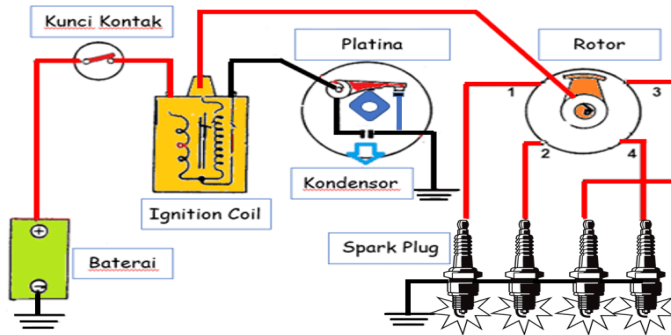 Kunci Kontak
Platina
Rotor
1
3
2
4
Kondensor
Ignition Coil
Spark Plug
Baterai
+
-